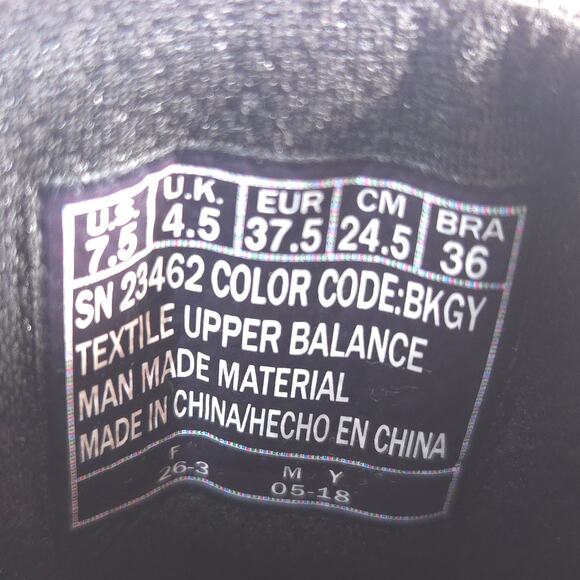 U.S. U.K. EUR CM BRA
7.5 4.5 37.5 24.5 36
SN 23462 COLOR CODE:BKGY
TEXTILE UPPER BALANCE
MAN MADE MATERIAL
MADE IN CHINA/HECHO EN CHINA
F M Y
26-3 05-18